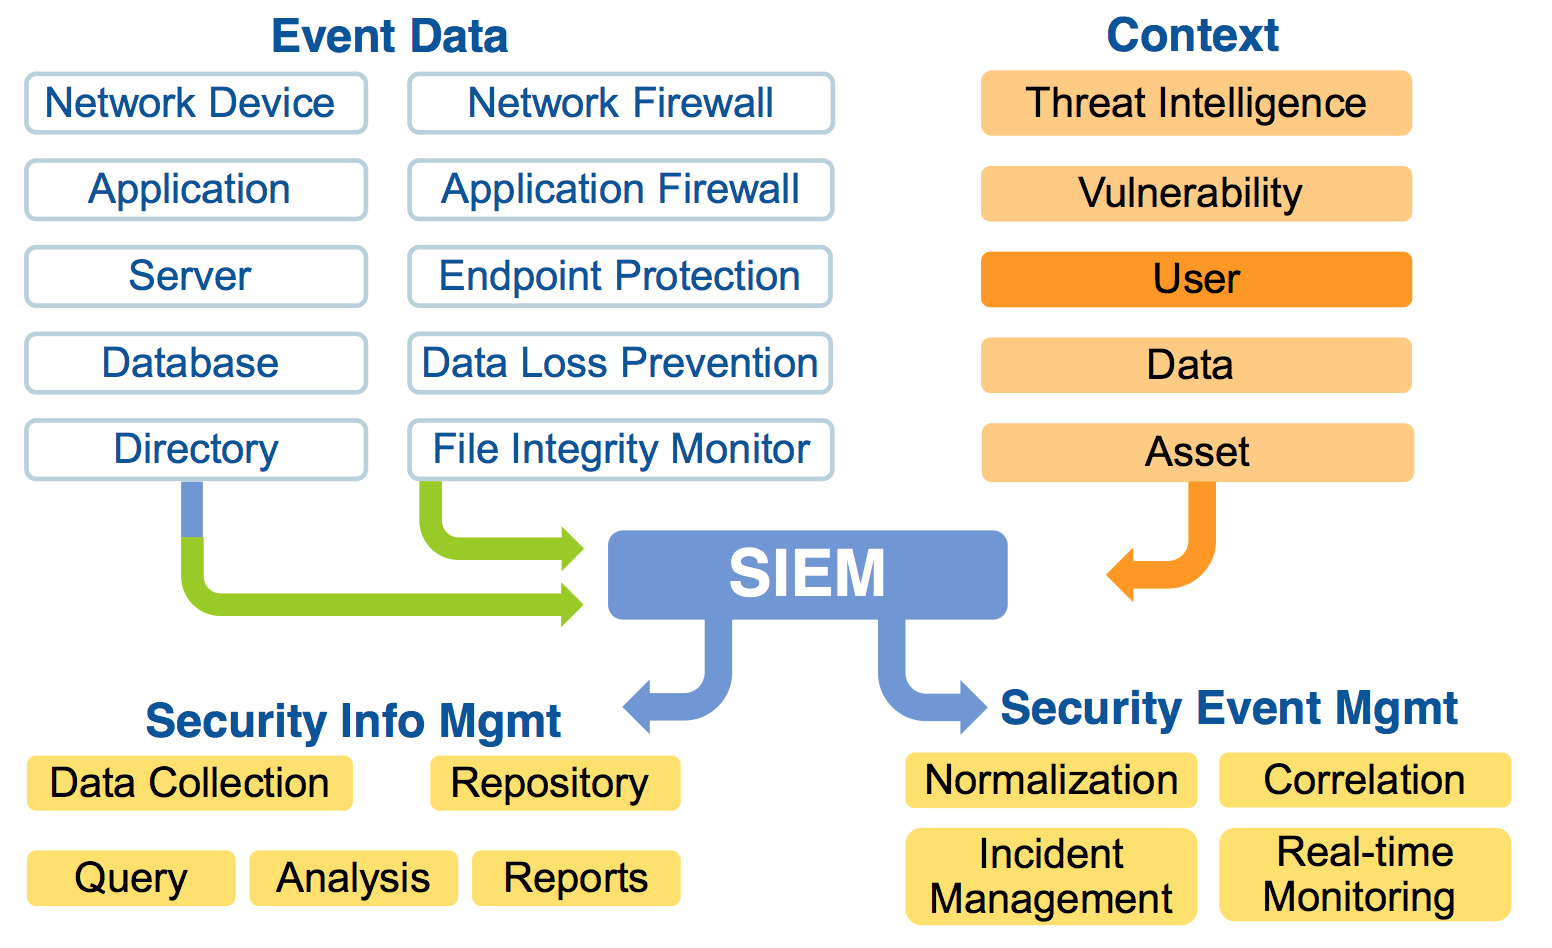 Event Data
Context
Network Device
Network Firewall
Threat Intelligence
Application
Application Firewall
Vulnerability
Server
Endpoint Protection
User
Database
Data Loss Prevention
Data
Directory
File Integrity Monitor
Asset
SIEM
Security Info Mgmt
Security Event Mgmt
Data Collection
Repository
Normalization
Correlation
Query
Analysis
Reports
Incident
Management
Real-time
Monitoring